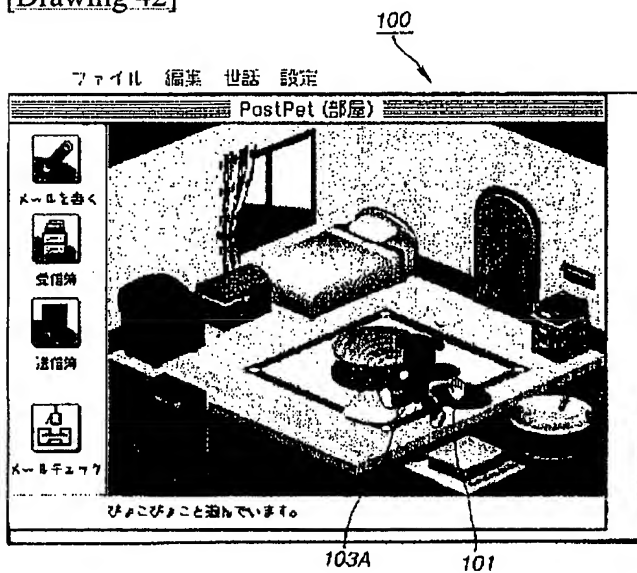 [Drawing 42]
100
ファイル 編集 世話 設定
PostPet (部屋)
メールを書く
受信簿
送信簿
メールチェック
ぴょこぴょこと遊んでいます。
103A 101